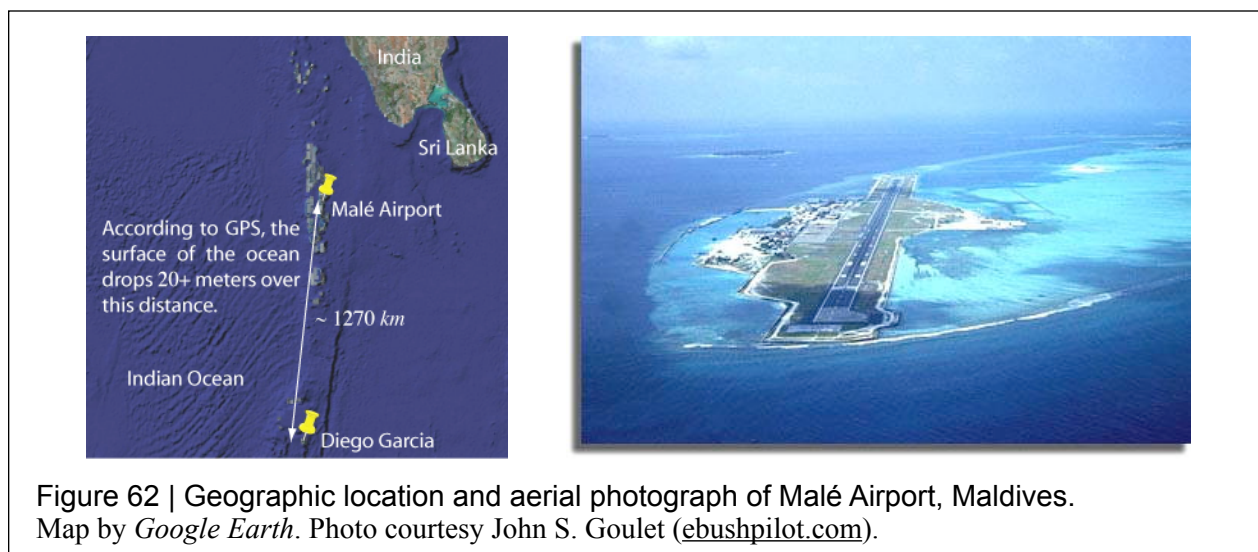 India
Sri Lanka
Malé Airport
According to GPS, the
surface of the ocean
drops 20+ meters over
this distance.
~ 1270 km
Indian Ocean
Diego Garcia
Figure 62 | Geographic location and aerial photograph of Malé Airport, Maldives.
Map by Google Earth. Photo courtesy John S. Goulet (ebushpilot.com).